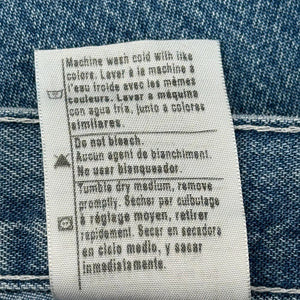 Machine wash cold with like
colors. Laver à la machine à
l'eau froide avec les mêmes
couleurs. Lavar a máquina
con agua fría, junto a colores
similares.
Do not bleach.
Aucun agent de blanchiment.
No usar blanqueador.
Tumble dry medium, remove
promptly. Sécher par culbutage
à réglage moyen, retirer
rapidement. Secar en secadora
en ciclo medio, y sacar
inmediatamente.